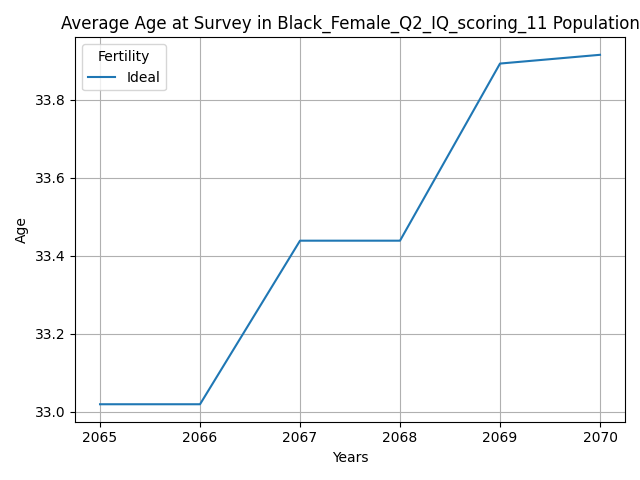 Average Age at Survey in Black_Female_Q2_IQ_scoring_11 Population
Fertility
Ideal
Age
33.8
33.6
33.4
33.2
33.0
2065 2066 2067 2068 2069 2070
Years